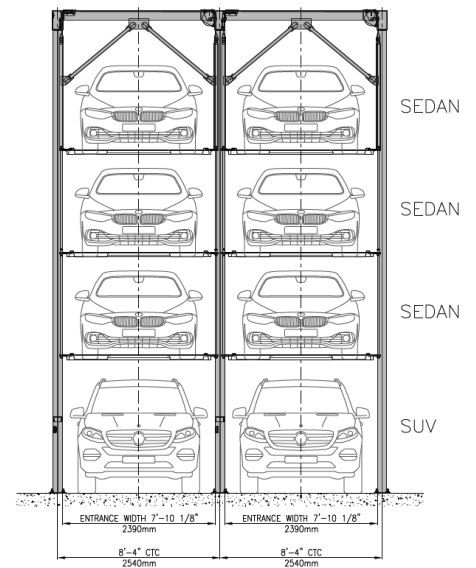 SEDAN
SEDAN
SEDAN
SUV
ENTRANCE WIDTH 7'-10 1/8" ENTRANCE WIDTH 7'-10 1/8"
2390mm 2390mm
8'-4" CTC 8'-4" CTC
2540mm 2540mm